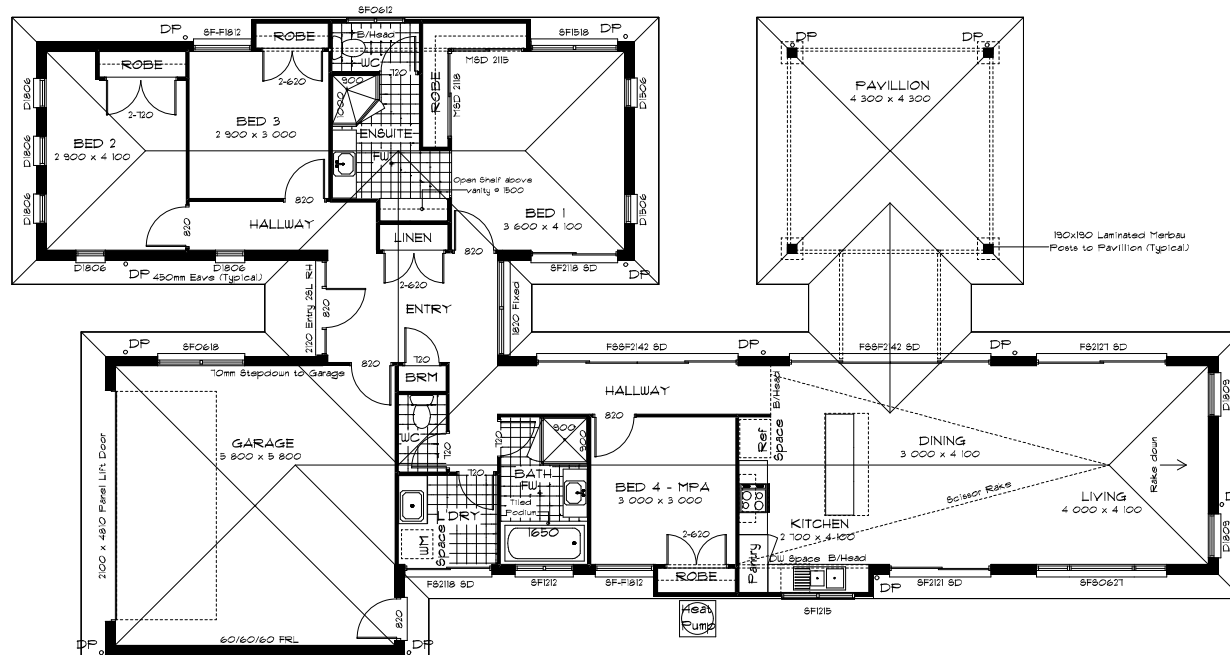 SF0612
DP
SF-F1812
ROBE
B/Head
SF1518
DP
DP
DP
ROBE
WC
720
MSD 2115
2-620
900
MSD 2118
ROBE
D1806
2-720
1000
D1506
PAVILLION
4 300 x 4 300
BED 3
2 900 x 3 000
BED 2
2 900 x 4 100
ENSUITE
FW
D1806
D1506
Open Shelf above
vanity @ 1500
820
D1806
820
HALLWAY
LINEN
BED 1
3 600 x 4 100
820
D1506
190x190 Laminated Merbau
Posts to Pavillion (Typical)
D1806
D1806
DP
450mm Eave (Typical)
SF2118 SD
DP
2-620
2120 Entry 28L RH
820
ENTRY
1820 Fixed
DP
SF0618
820
720
DP
FSSF2142 SD
FSSF2142 SD
DP
FS2127 SD
70mm Stepdown to Garage
BRM
HALLWAY
B/Head
D1809
820
WC
720
720
900
900
Ref
Space
GARAGE
5 800 x 5 800
DINING
3 000 x 4 100
Rake down
2100 x 4810 Panel Lift Door
720
BATH
FW
BED 4 - MPA
3 000 x 3 000
Scissor Rake
LIVING
4 000 x 4 100
DP
L'DRY
Tiled
Podium
WM
Space
1650
2-620
KITCHEN
2 700 x 4 100
D1809
Pantry
DW Space
B/Head
FS2118 SD
SF1212
SF-F1812
ROBE
DP
SF2121 SD
SFS0627
820
Heat
Pump
SF1215
DP
60/60/60 FRL
DP